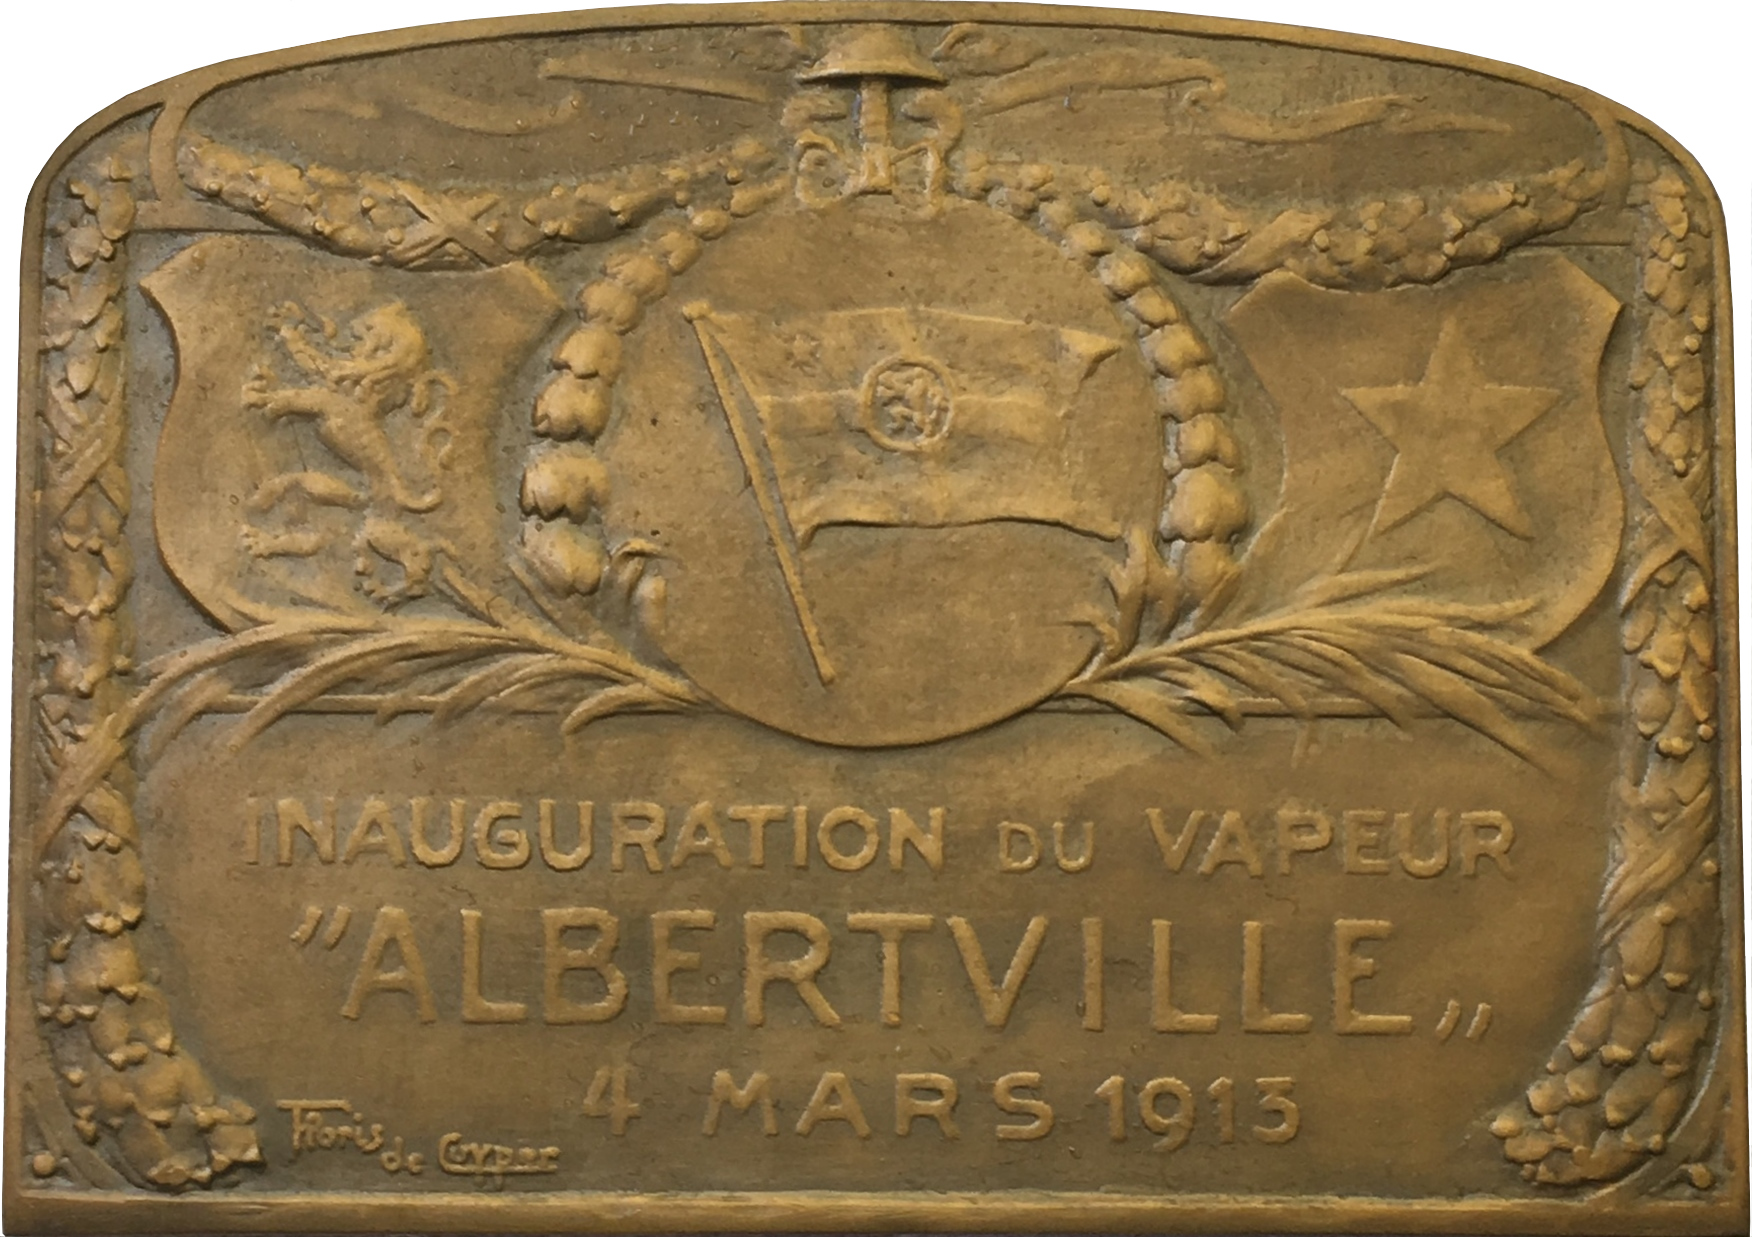 INAUGURATION DU VAPEUR
"ALBERTVILLE„
4 MARS 1913
Floris
de Cuyper